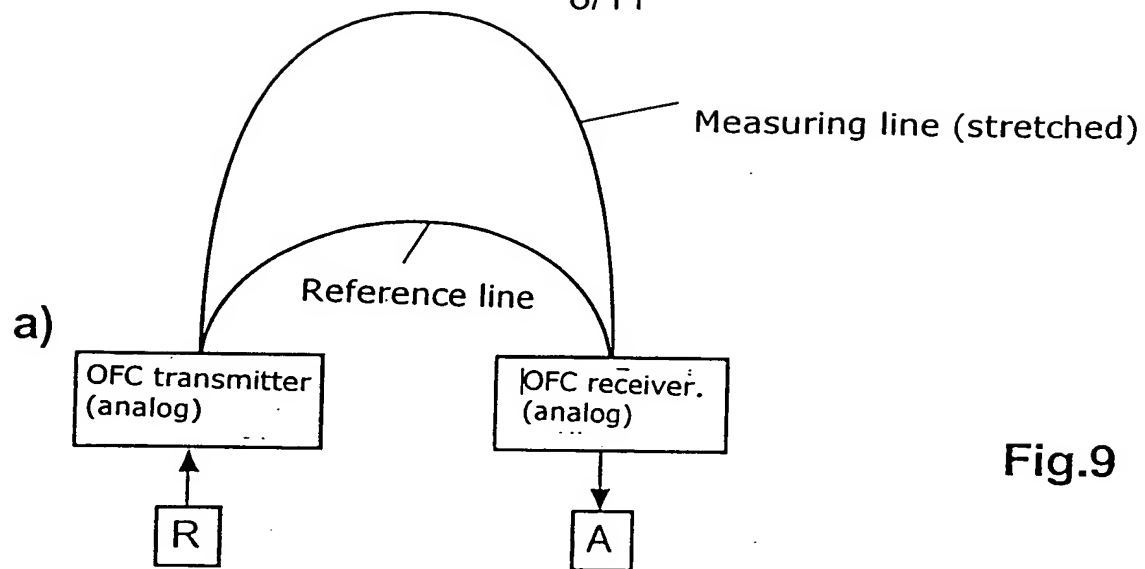 Measuring line (stretched)
Reference line
a)
OFC transmitter
(analog)
OFC receiver.
(analog)
Fig.9
R
A